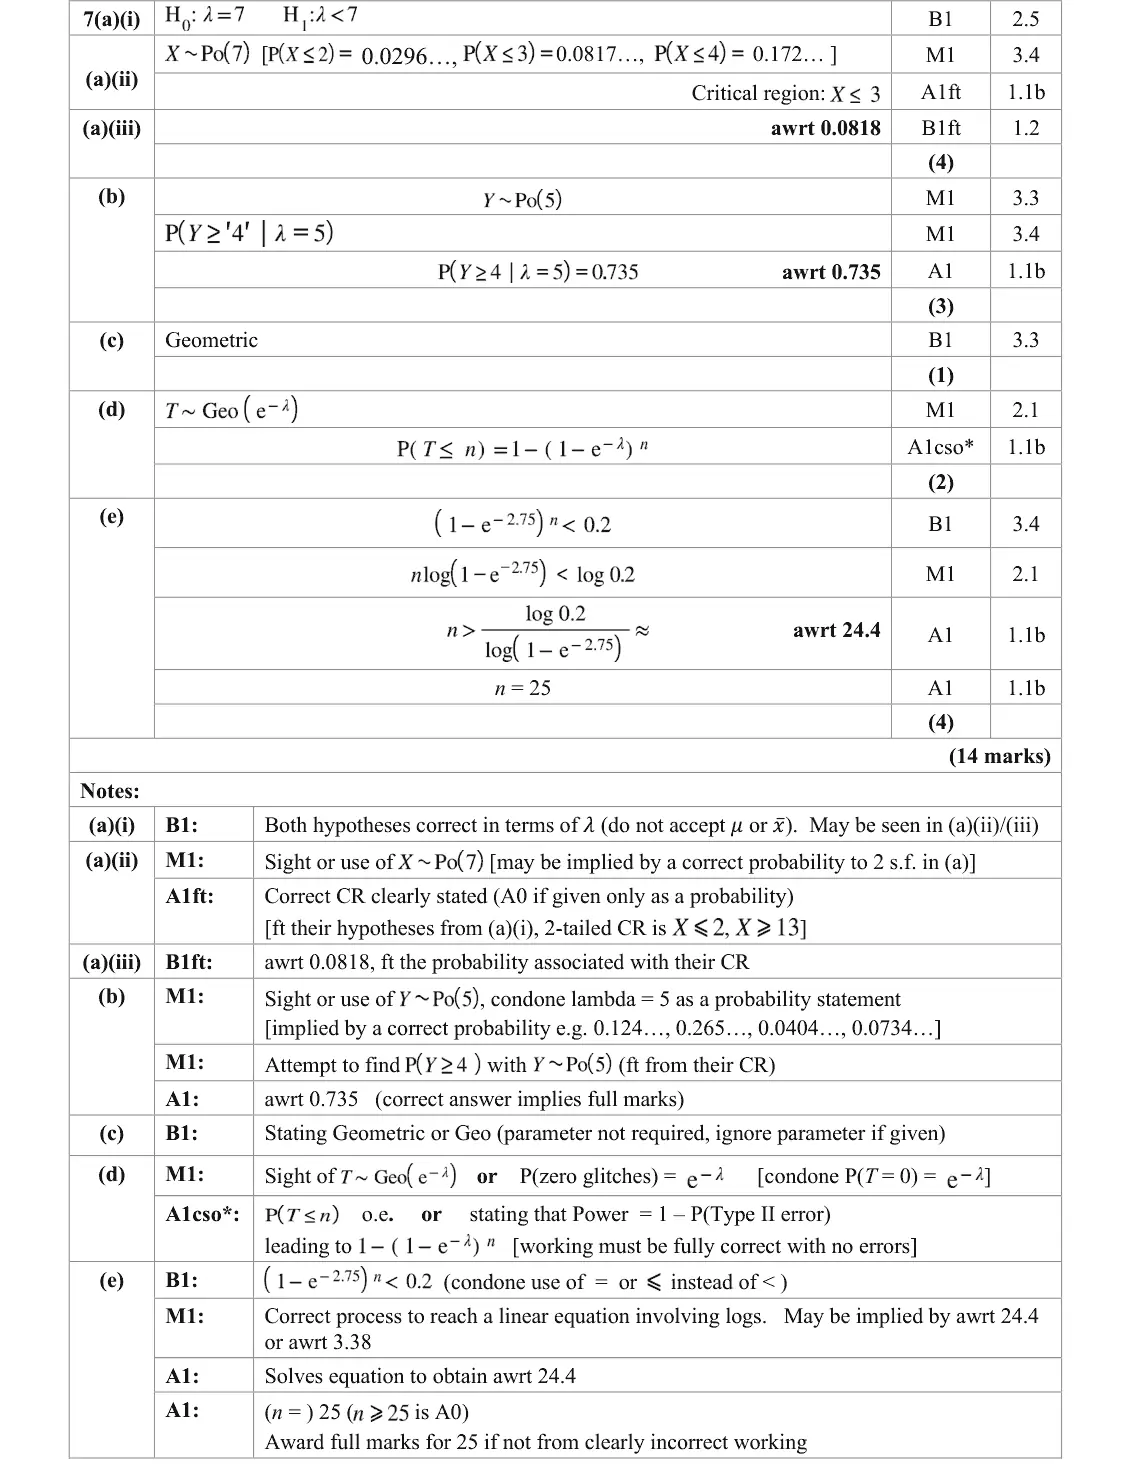 7(a)(i) H₀: λ=7 H₁:λ<7 B1 2.5
(a)(ii) X ~ Po(7) [P(X ≤ 2) = 0.0296…, P(X ≤ 3) = 0.0817…, P(X ≤ 4) = 0.172… ] M1 3.4
Critical region: X ≤ 3 A1ft 1.1b
(a)(iii) awrt 0.0818 B1ft 1.2
(4)
(b) Y ~ Po(5) M1 3.3
P(Y ≥ '4' | λ = 5) M1 3.4
P(Y ≥ 4 | λ = 5) = 0.735 awrt 0.735 A1 1.1b
(3)
(c) Geometric B1 3.3
(1)
(d) T ~ Geo ( e^{– λ}) M1 2.1
P( T ≤ n) = 1 – ( 1 – e^{– λ}) ^n A1cso* 1.1b
(2)
(e) ( 1 – e^{– 2.75}) ^n < 0.2 B1 3.4
n log(1 – e^{–2.75}) < log 0.2 M1 2.1
n > log 0.2 / log( 1 – e^{– 2.75}) ≈ awrt 24.4 A1 1.1b
n = 25 A1 1.1b
(4)
(14 marks)
Notes:
(a)(i) B1: Both hypotheses correct in terms of λ (do not accept μ or x̄). May be seen in (a)(ii)/(iii)
(a)(ii) M1: Sight or use of X ~ Po(7) [may be implied by a correct probability to 2 s.f. in (a)]
A1ft: Correct CR clearly stated (A0 if given only as a probability)
[ft their hypotheses from (a)(i), 2-tailed CR is X ⩽ 2, X ⩾ 13]
(a)(iii) B1ft: awrt 0.0818, ft the probability associated with their CR
(b) M1: Sight or use of Y ~ Po(5), condone lambda = 5 as a probability statement
[implied by a correct probability e.g. 0.124…, 0.265…, 0.0404…, 0.0734…]
M1: Attempt to find P(Y ≥ 4 ) with Y ~ Po(5) (ft from their CR)
A1: awrt 0.735 (correct answer implies full marks)
(c) B1: Stating Geometric or Geo (parameter not required, ignore parameter if given)
(d) M1: Sight of T ~ Geo( e^{– λ}) or P(zero glitches) = e^{– λ} [condone P(T = 0) = e^{– λ}]
A1cso*: P(T ≤ n) o.e. or stating that Power = 1 – P(Type II error)
leading to 1 – ( 1 – e^{– λ}) ^n [working must be fully correct with no errors]
(e) B1: ( 1 – e^{– 2.75}) ^n < 0.2 (condone use of = or ⩽ instead of < )
M1: Correct process to reach a linear equation involving logs. May be implied by awrt 24.4
or awrt 3.38
A1: Solves equation to obtain awrt 24.4
A1: (n = ) 25 (n ⩾ 25 is A0)
Award full marks for 25 if not from clearly incorrect working